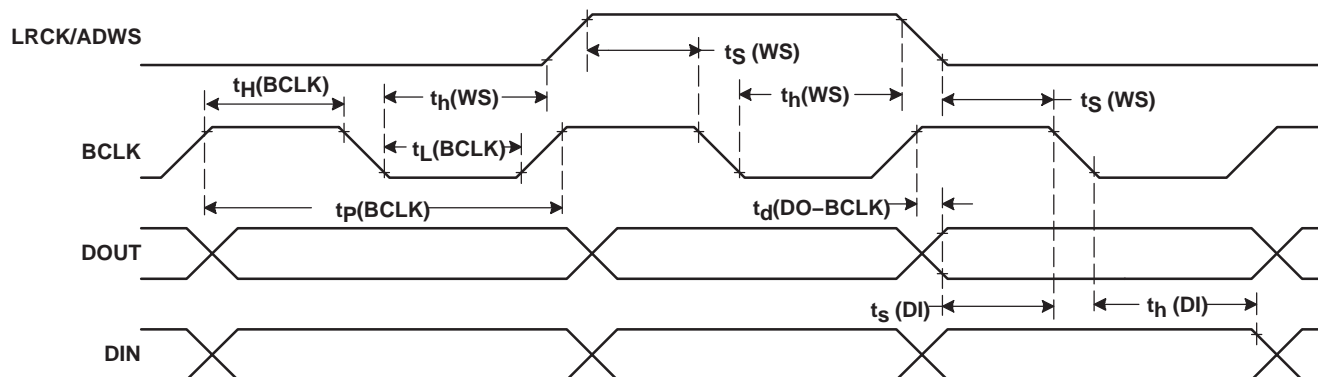 LRCK/ADWS
tS (WS)
tH(BCLK)
th(WS)
th(WS)
tS (WS)
BCLK
tL(BCLK)
tP(BCLK)
td(DO–BCLK)
DOUT
ts (DI)
th (DI)
DIN